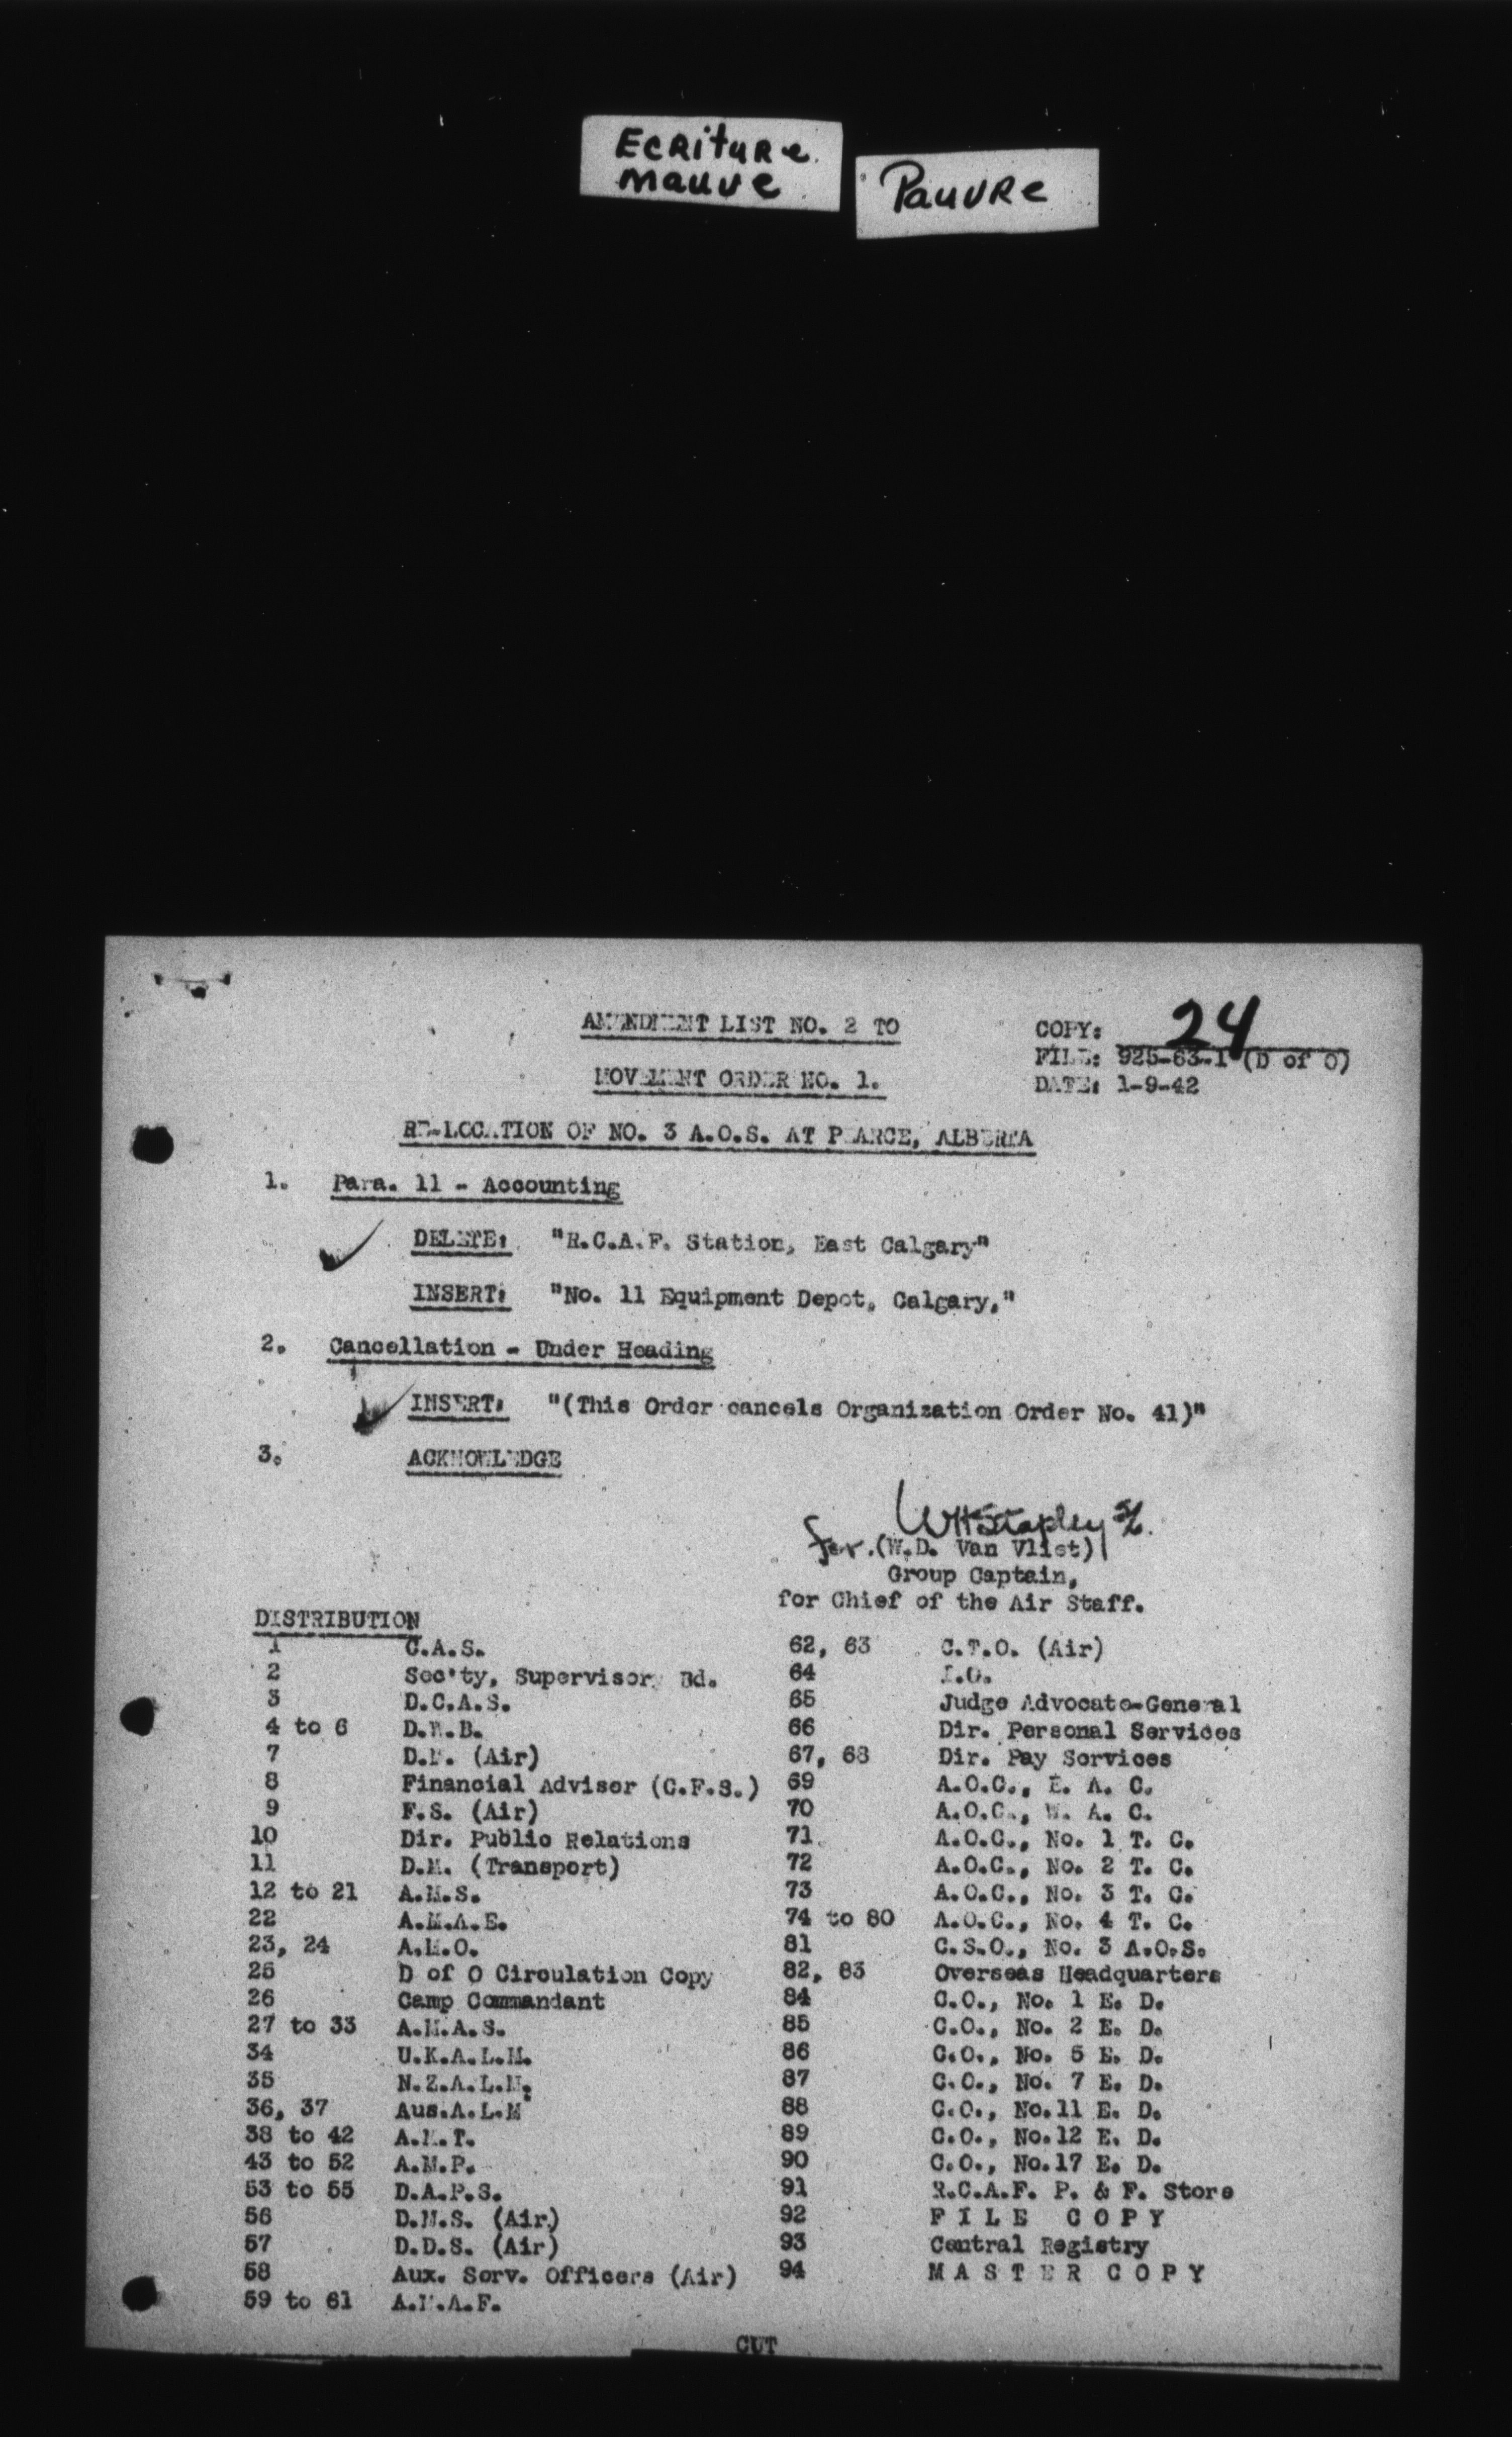 Ecriture
mauve
Pauvre
AMENDMENT LIST NO. 2 TO
COPY: 24
FILE: 925-63-1 (D of O)
MOVEMENT ORDER NO. 1.
DATE: 1-9-42
RE-LOCATION OF NO. 3 A.O.S. AT PEARCE, ALBERTA
1. Para. 11 - Accounting
DELETE: "R.C.A.F. Station, East Calgary"
INSERT: "No. 11 Equipment Depot, Calgary,"
2. Cancellation - Under Heading
INSERT: "(This Order cancels Organization Order No. 41)"
3. ACKNOWLEDGE
WHStapley S/L.
for. (W.D. Van Vliet)
Group Captain,
for Chief of the Air Staff.
DISTRIBUTION
1 C.A.S. 62, 63 C.T.O. (Air)
2 Sec'ty, Supervisory Bd. 64 I.O.
3 D.C.A.S. 65 Judge Advocate-General
4 to 6 D.W.B. 66 Dir. Personal Services
7 D.M. (Air) 67, 68 Dir. Pay Services
8 Financial Adviser (C.F.S.) 69 A.O.C., E. A. C.
9 F.S. (Air) 70 A.O.C., W. A. C.
10 Dir. Public Relations 71 A.O.C., No. 1 T. C.
11 D.M. (Transport) 72 A.O.C., No. 2 T. C.
12 to 21 A.M.S. 73 A.O.C., No. 3 T. C.
22 A.M.A.E. 74 to 80 A.O.C., No. 4 T. C.
23, 24 A.M.O. 81 C.S.O., No. 3 A.O.S.
25 D of O Circulation Copy 82, 83 Overseas Headquarters
26 Camp Commandant 84 C.O., No. 1 E. D.
27 to 33 A.M.A.S. 85 C.O., No. 2 E. D.
34 U.K.A.L.M. 86 C.O., No. 5 E. D.
35 N.Z.A.L.M. 87 C.O., No. 7 E. D.
36, 37 Aus.A.L.M 88 C.O., No.11 E. D.
38 to 42 A.M.T. 89 C.O., No.12 E. D.
43 to 52 A.M.P. 90 C.O., No.17 E. D.
53 to 55 D.A.P.S. 91 R.C.A.F. P. & F. Store
56 D.M.S. (Air) 92 F I L E C O P Y
57 D.D.S. (Air) 93 Central Registry
58 Aux. Serv. Officers (Air) 94 M A S T E R C O P Y
59 to 61 A.M.A.F.
CUT